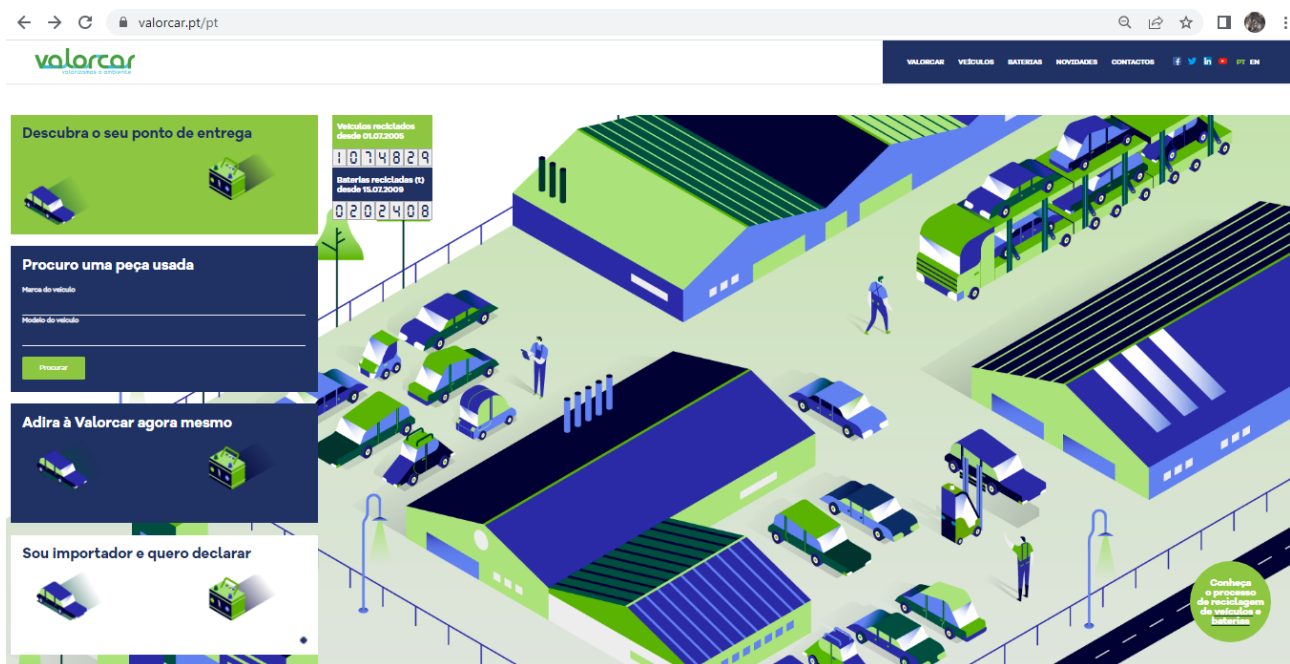 valorcar.pt/pt
valorcar
valorizamos o ambiente
VALORCAR VEÍCULOS BATERIAS NOVIDADES CONTACTOS PT EN
Descubra o seu ponto de entrega
Veículos reciclados
desde 01.07.2005
1074829
Baterias recicladas (t)
desde 15.07.2009
0202408
Procuro uma peça usada
Marca do veículo
Modelo do veículo
Procurar
Adira à Valorcar agora mesmo
Sou importador e quero declarar
Conheça
o processo
de reciclagem
de veículos e
baterias